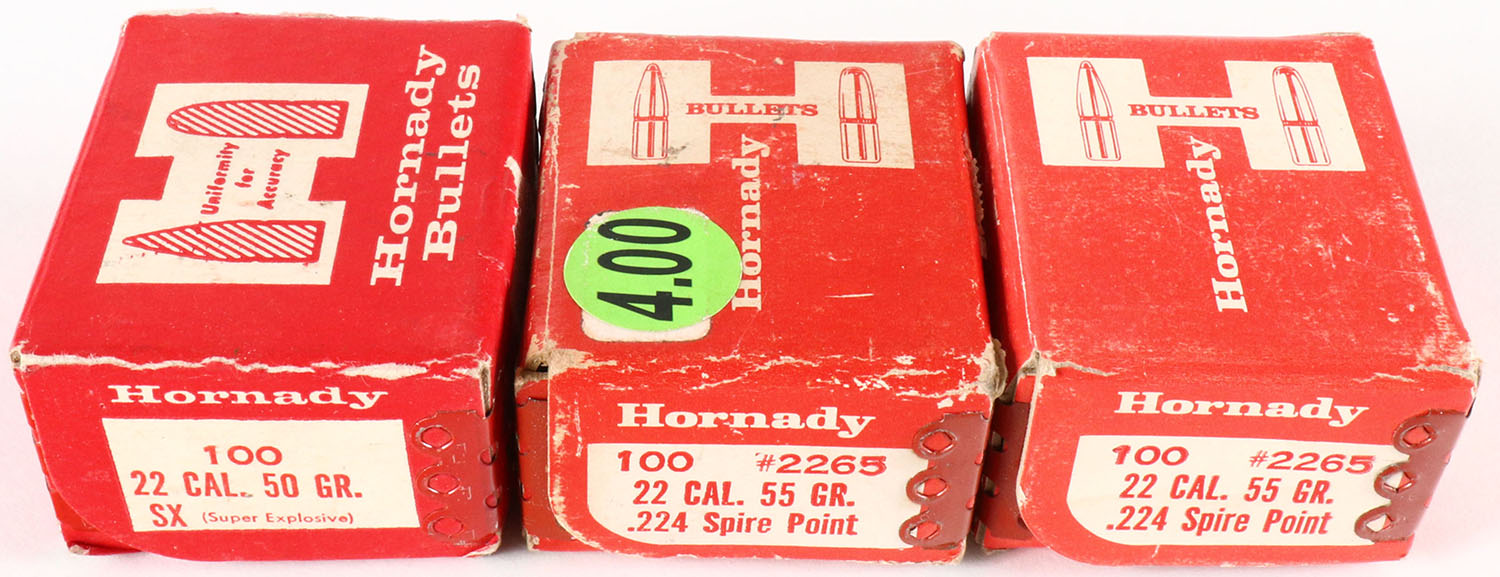 Uniformity
for
Accuracy
Hornady
Bullets
Hornady
100
22 CAL. 50 GR.
SX (Super Explosive)
BULLETS
Hornady
4.00
Hornady
100 #2265
22 CAL. 55 GR.
.224 Spire Point
BULLETS
Hornady
Hornady
100 #2265
22 CAL. 55 GR.
.224 Spire Point